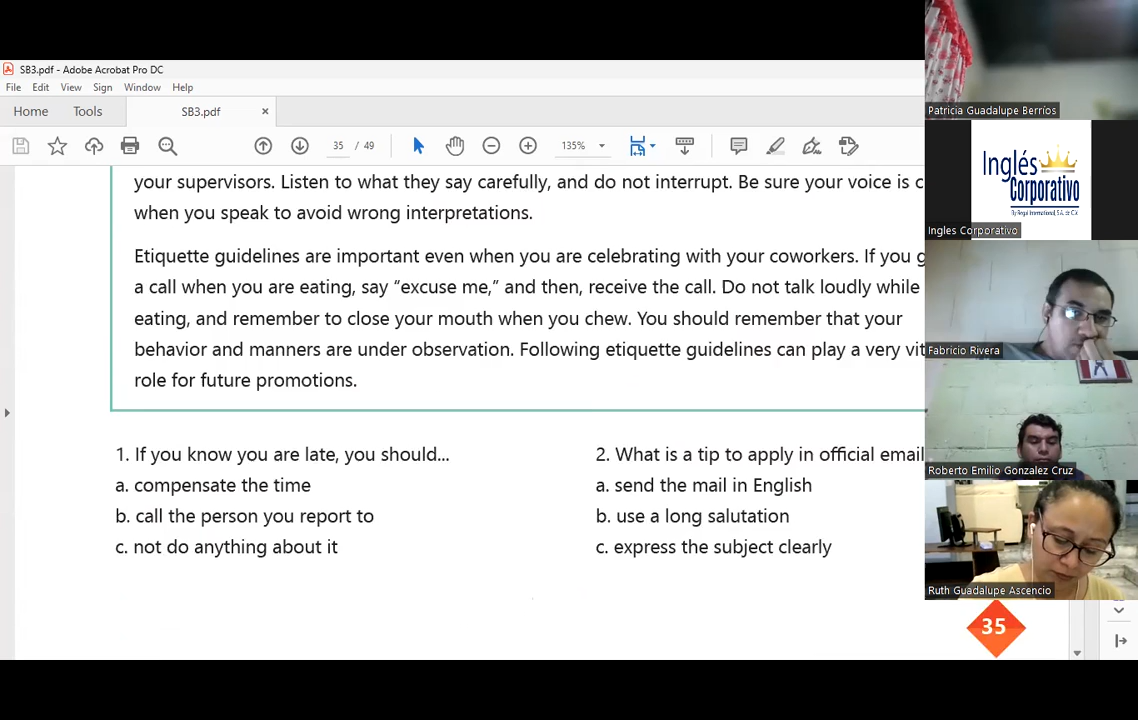 SB3.pdf - Adobe Acrobat Pro DC
File Edit View Sign Window Help
Home Tools SB3.pdf ×
35 / 49 135%
your supervisors. Listen to what they say carefully, and do not interrupt. Be sure your voice is c
when you speak to avoid wrong interpretations.
Etiquette guidelines are important even when you are celebrating with your coworkers. If you g
a call when you are eating, say “excuse me,” and then, receive the call. Do not talk loudly while
eating, and remember to close your mouth when you chew. You should remember that your
behavior and manners are under observation. Following etiquette guidelines can play a very vit
role for future promotions.
1. If you know you are late, you should...
a. compensate the time
b. call the person you report to
c. not do anything about it
2. What is a tip to apply in official email
a. send the mail in English
b. use a long salutation
c. express the subject clearly
35
Patricia Guadalupe Berríos
Inglés
Corporativo
By Regal International, S.A. de C.V.
Ingles Corporativo
Fabricio Rivera
Roberto Emilio Gonzalez Cruz
Ruth Guadalupe Ascencio